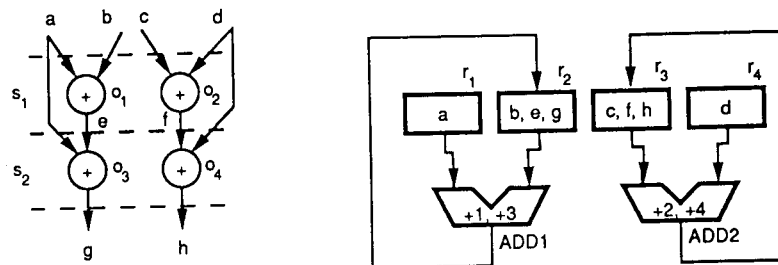 a b c d
s1 + o1 + o2
e f
s2 + o3 + o4
g h
r1 r2 r3 r4
a b, e, g c, f, h d
+1, +3 +2, +4
ADD1 ADD2